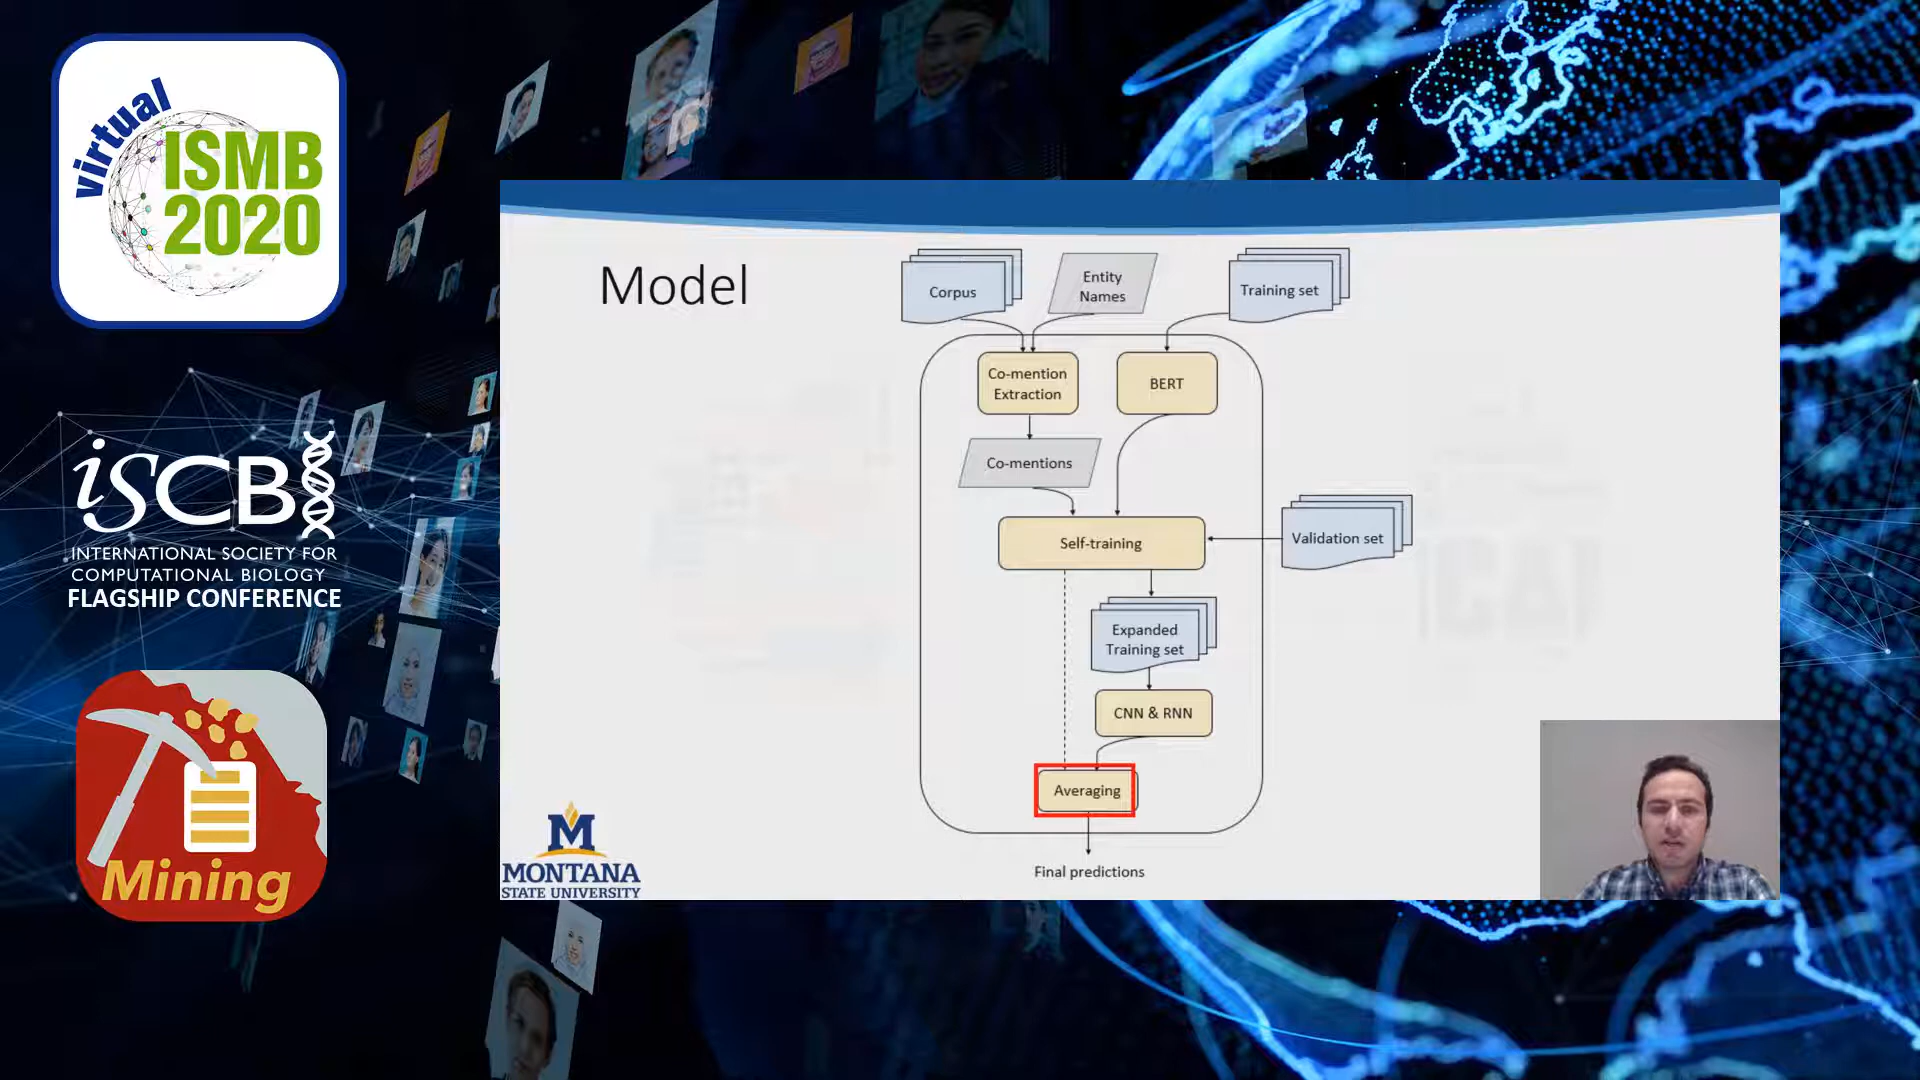 virtual
ISMB
2020
iSCB
INTERNATIONAL SOCIETY FOR
COMPUTATIONAL BIOLOGY
FLAGSHIP CONFERENCE
Mining
Model
Corpus
Entity
Names
Training set
Co-mention
Extraction
BERT
Co-mentions
Self-training
Validation set
Expanded
Training set
CNN & RNN
Averaging
Final predictions
M
MONTANA
STATE UNIVERSITY